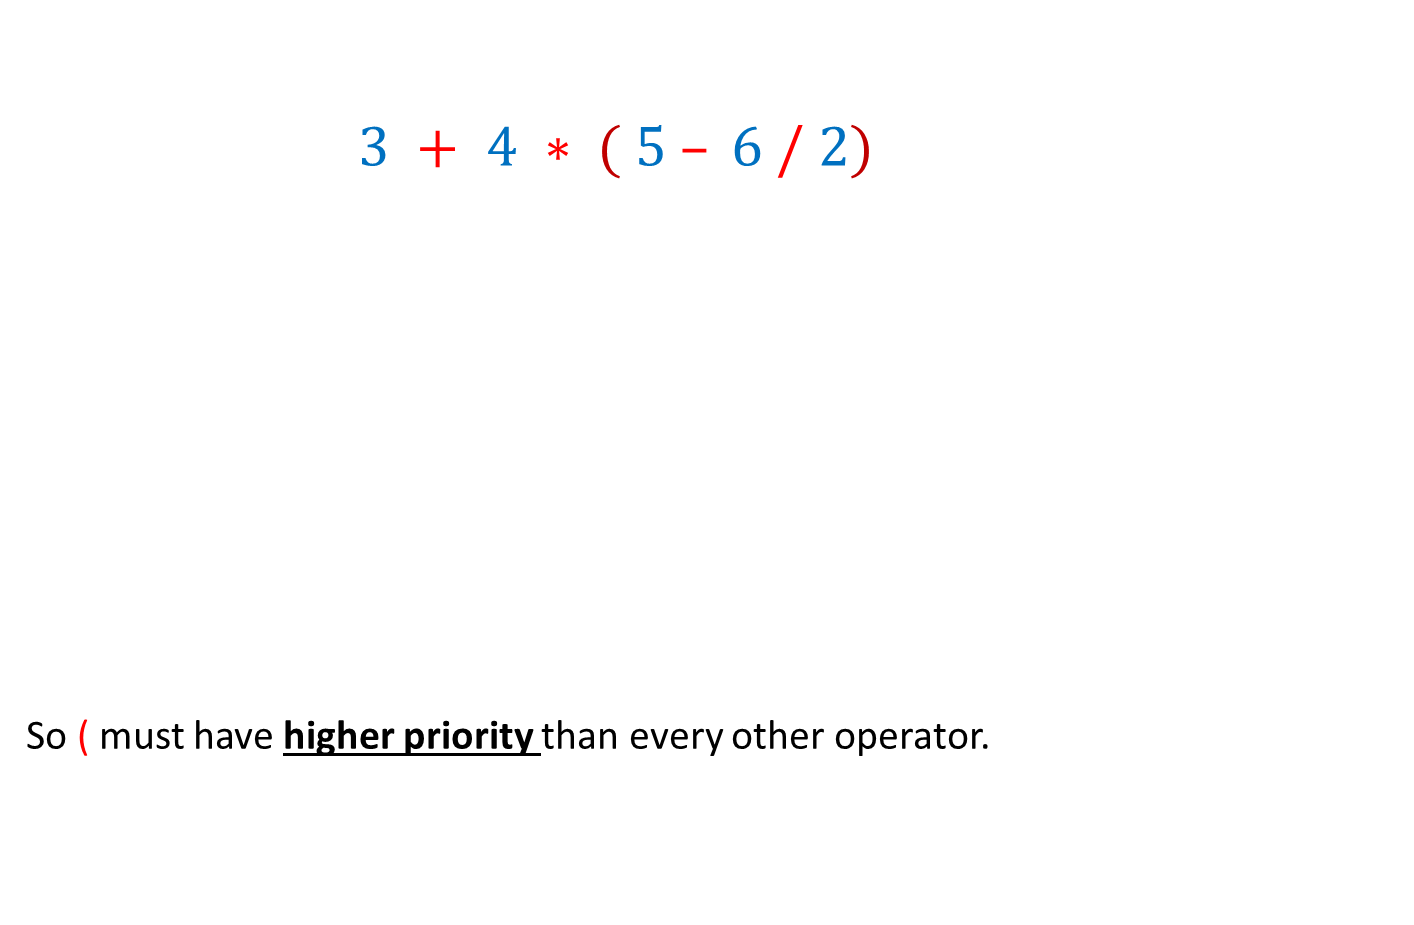 3 + 4 * ( 5 – 6 / 2)
So ( must have higher priority than every other operator.